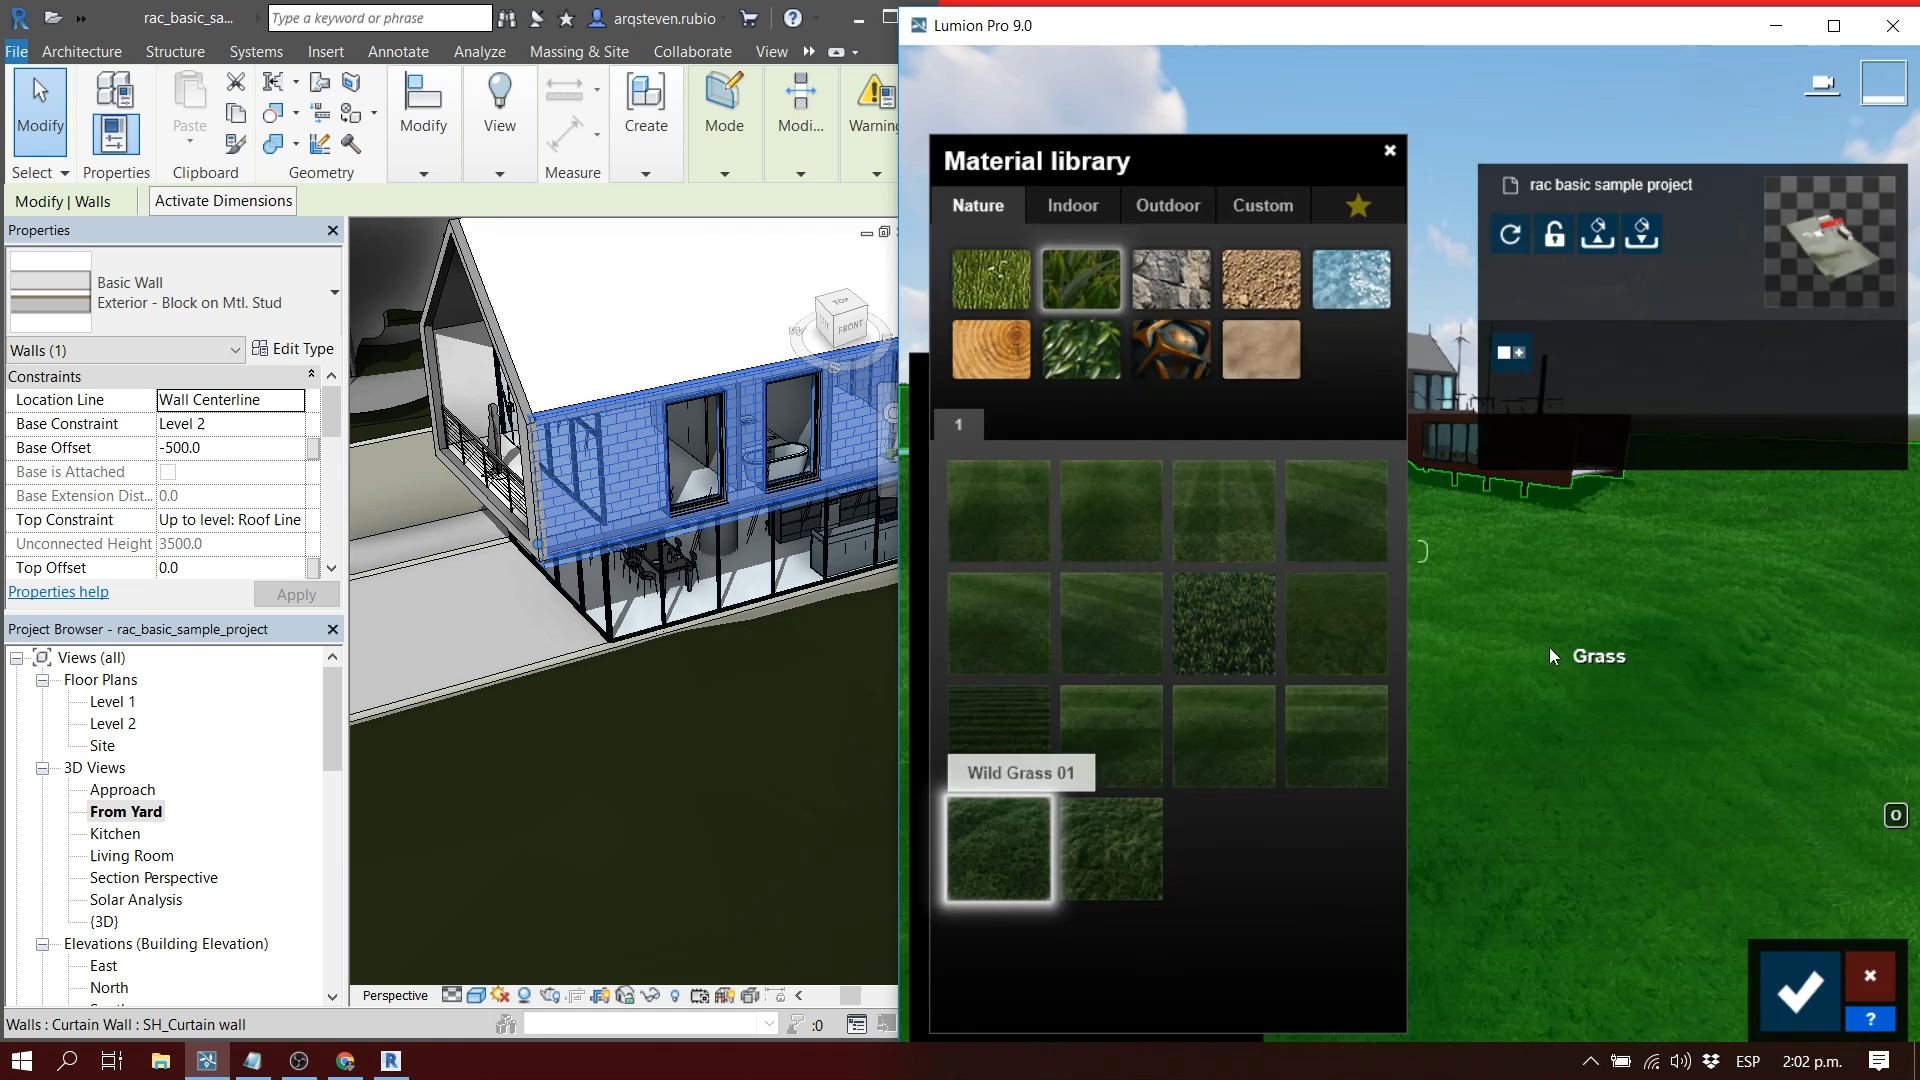 rac_basic_sa...
Type a keyword or phrase
arqsteven.rubio
File
Architecture
Structure
Systems
Insert
Annotate
Analyze
Massing & Site
Collaborate
View
Modify
Select
Properties
Paste
Clipboard
Geometry
Modify
View
Measure
Create
Mode
Modi...
Warning
Modify | Walls
Activate Dimensions
Properties
Basic Wall
Exterior - Block on Mtl. Stud
Walls (1)
Edit Type
Constraints
Location Line
Wall Centerline
Base Constraint
Level 2
Base Offset
-500.0
Base is Attached
Base Extension Dist...
0.0
Top Constraint
Up to level: Roof Line
Unconnected Height
3500.0
Top Offset
0.0
Properties help
Apply
Project Browser - rac_basic_sample_project
Views (all)
Floor Plans
Level 1
Level 2
Site
3D Views
Approach
From Yard
Kitchen
Living Room
Section Perspective
Solar Analysis
{3D}
Elevations (Building Elevation)
East
North
TOP
FRONT
S
Perspective
Walls : Curtain Wall : SH_Curtain wall
:0
Lumion Pro 9.0
Material library
Nature
Indoor
Outdoor
Custom
1
Wild Grass 01
rac basic sample project
Grass
O
?
ESP
2:02 p.m.